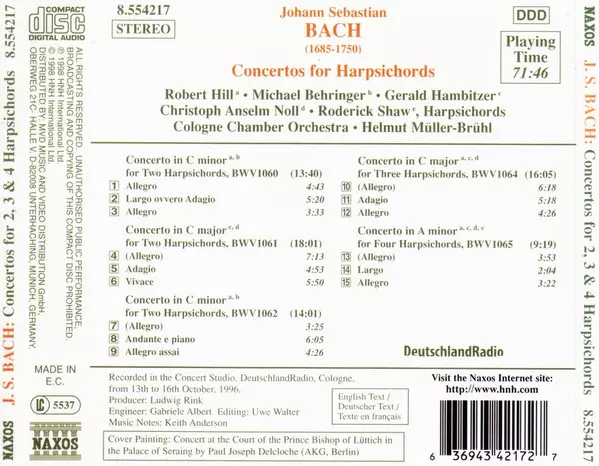 COMPACT
disc
DIGITAL AUDIO
8.554217
STEREO
Johann Sebastian
BACH
(1685-1750)
Concertos for Harpsichords
DDD
Playing
Time
71:46
Robert Hill a • Michael Behringer b • Gerald Hambitzer c
Christoph Anselm Noll d • Roderick Shaw e, Harpsichords
Cologne Chamber Orchestra • Helmut Müller-Brühl
Concerto in C minor a, b
for Two Harpsichords, BWV1060 (13:40)
1 Allegro 4:43
2 Largo ovvero Adagio 5:20
3 Allegro 3:33
Concerto in C major c, d
for Two Harpsichords, BWV1061 (18:01)
4 (Allegro) 7:13
5 Adagio 4:53
6 Vivace 5:50
Concerto in C minor a, b
for Two Harpsichords, BWV1062 (14:01)
7 (Allegro) 3:25
8 Andante e piano 6:05
9 Allegro assai 4:26
Concerto in C major a, c, d
for Three Harpsichords, BWV1064 (16:05)
10 (Allegro) 6:18
11 Adagio 5:18
12 Allegro 4:26
Concerto in A minor a, c, d, e
for Four Harpsichords, BWV1065 (9:19)
13 (Allegro) 3:53
14 Largo 2:04
15 Allegro 3:22
DeutschlandRadio
Recorded in the Concert Studio, DeutschlandRadio, Cologne,
from 13th to 16th October, 1996.
Producer: Ludwig Rink
Engineer: Gabriele Albert Editing: Uwe Walter
Music Notes: Keith Anderson
Cover Painting: Concert at the Court of the Prince Bishop of Lüttich in
the Palace of Seraing by Paul Joseph Delcloche (AKG, Berlin)
English Text /
Deutscher Text /
Texte en français
Visit the Naxos Internet site:
http://www.hnh.com
6 36943 42172 7
ALL RIGHTS RESERVED. UNAUTHORISED PUBLIC PERFORMANCE,
BROADCASTING AND COPYING OF THIS COMPACT DISC PROHIBITED.
℗ 1998 HNH International Ltd.
© 1998 HNH International Ltd.
DISTRIBUTED BY: MVD MUSIC AND VIDEO DISTRIBUTION GmbH,
OBERWEG 21C - HALLE V, D-82008 UNTERHACHING, MUNICH, GERMANY.
MADE IN
E.C.
LC 5537
NAXOS
NAXOS J. S. BACH: Concertos for 2, 3 & 4 Harpsichords 8.554217
NAXOS J. S. BACH: Concertos for 2, 3 & 4 Harpsichords 8.554217